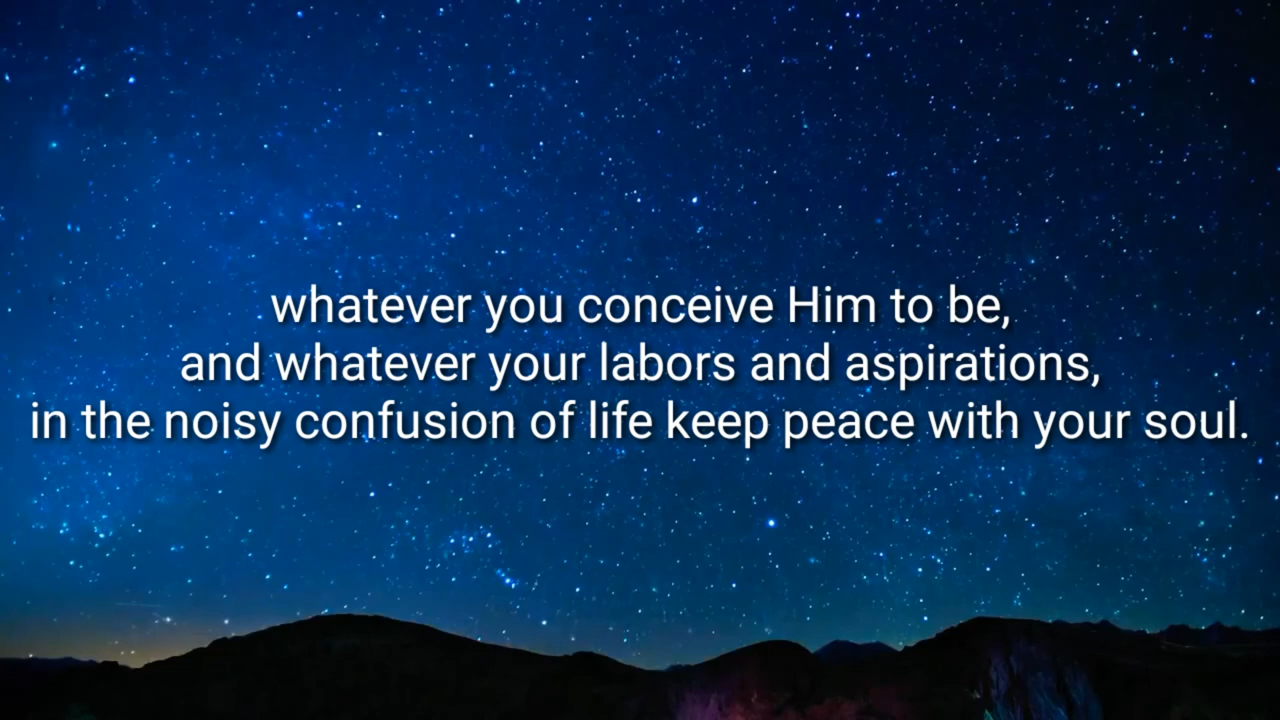 whatever you conceive Him to be,
and whatever your labors and aspirations,
in the noisy confusion of life keep peace with your soul.